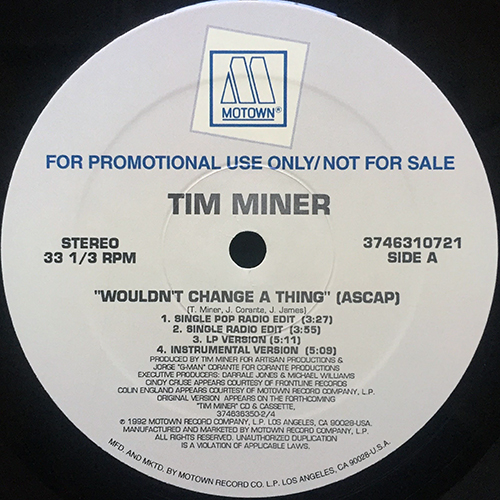 MOTOWN®
FOR PROMOTIONAL USE ONLY/NOT FOR SALE
TIM MINER
STEREO
33 1/3 RPM
3746310721
SIDE A
"WOULDN'T CHANGE A THING" (ASCAP)
(T. Miner, J. Corante, J. James)
1. SINGLE POP RADIO EDIT (3:27)
2. SINGLE RADIO EDIT (3:55)
3. LP VERSION (5:11)
4. INSTRUMENTAL VERSION (5:09)
PRODUCED BY TIM MINER FOR ARTISAN PRODUCTIONS &
JORGE "G-MAN" CORANTE FOR CORANTE PRODUCTIONS
EXECUTIVE PRODUCERS: DARRALE JONES & MICHAEL WILLIAMS
CINDY CRUSE APPEARS COURTESY OF FRONTLINE RECORDS
COLIN ENGLAND APPEARS COURTESY OF MOTOWN RECORD COMPANY, L.P.
ORIGINAL VERSION APPEARS ON THE FORTHCOMING
"TIM MINER" CD & CASSETTE,
374636350-2/4
℗ 1992 MOTOWN RECORD COMPANY, L.P. LOS ANGELES, CA 90028-USA.
MANUFACTURED AND MARKETED BY MOTOWN RECORD COMPANY, L.P.
ALL RIGHTS RESERVED. UNAUTHORIZED DUPLICATION
IS A VIOLATION OF APPLICABLE LAWS.
MFD. AND MKTD. BY MOTOWN RECORD CO. L.P. LOS ANGELES, CA 90028-U.S.A.